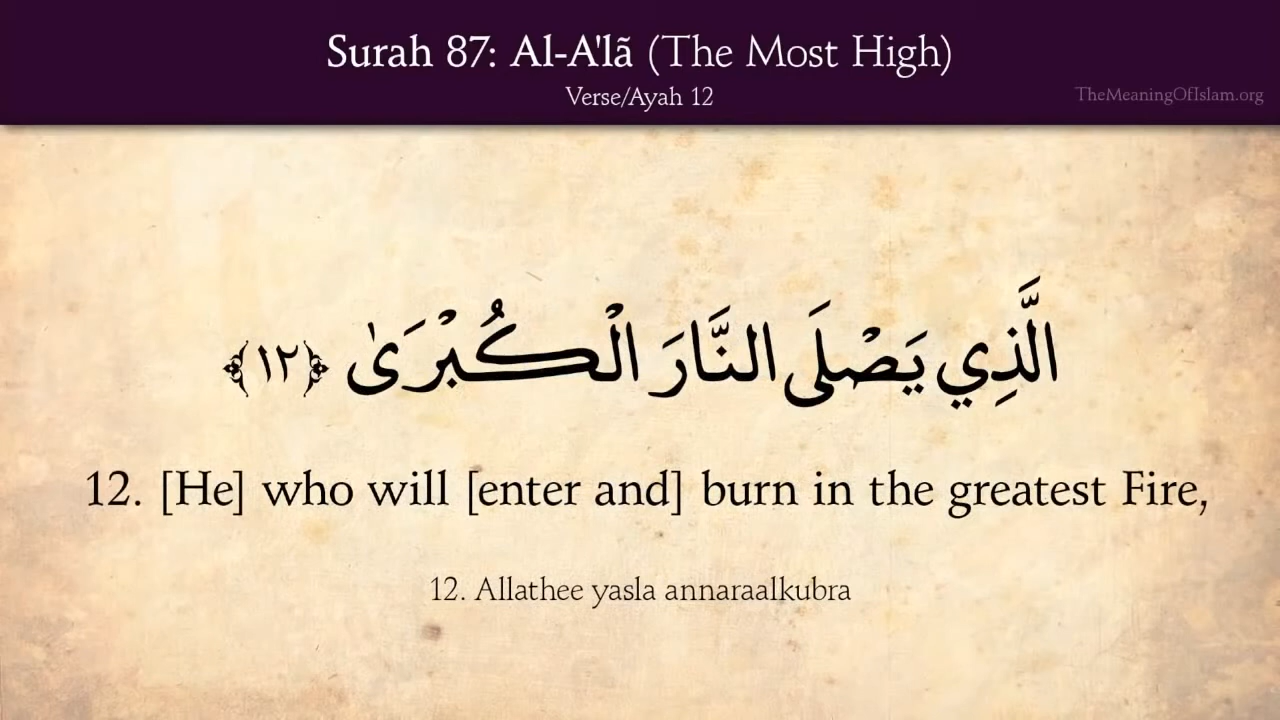 Surah 87: Al-A'lã (The Most High)
Verse/Ayah 12
TheMeaningOfIslam.org
الَّذِي يَصْلَى النَّارَ الْكُبْرَىٰ ﴿١٢﴾
12. [He] who will [enter and] burn in the greatest Fire,
12. Allathee yasla annaraalkubra